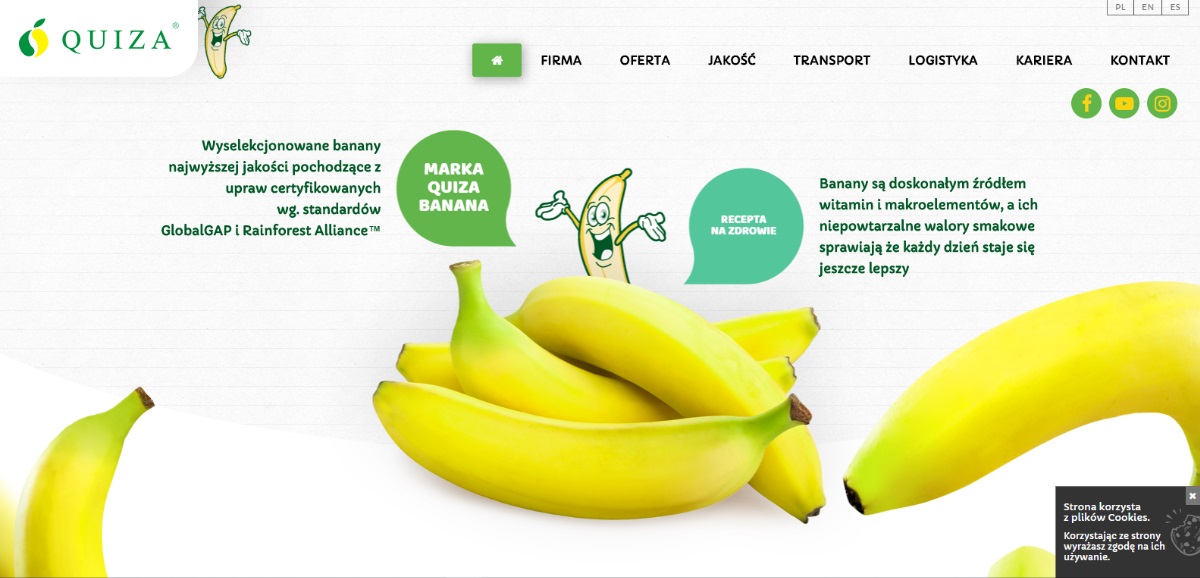 PL EN ES
QUIZA®
FIRMA OFERTA JAKOŚĆ TRANSPORT LOGISTYKA KARIERA KONTAKT
Wyselekcjonowane banany
najwyższej jakości pochodzące z
upraw certyfikowanych
wg. standardów
GlobalGAP i Rainforest Alliance™
MARKA
QUIZA
BANANA
RECEPTA
NA ZDROWIE
Banany są doskonałym źródłem
witamin i makroelementów, a ich
niepowtarzalne walory smakowe
sprawiają że każdy dzień staje się
jeszcze lepszy
Strona korzysta
z plików Cookies.
Korzystając ze strony
wyrażasz zgodę na ich
używanie.